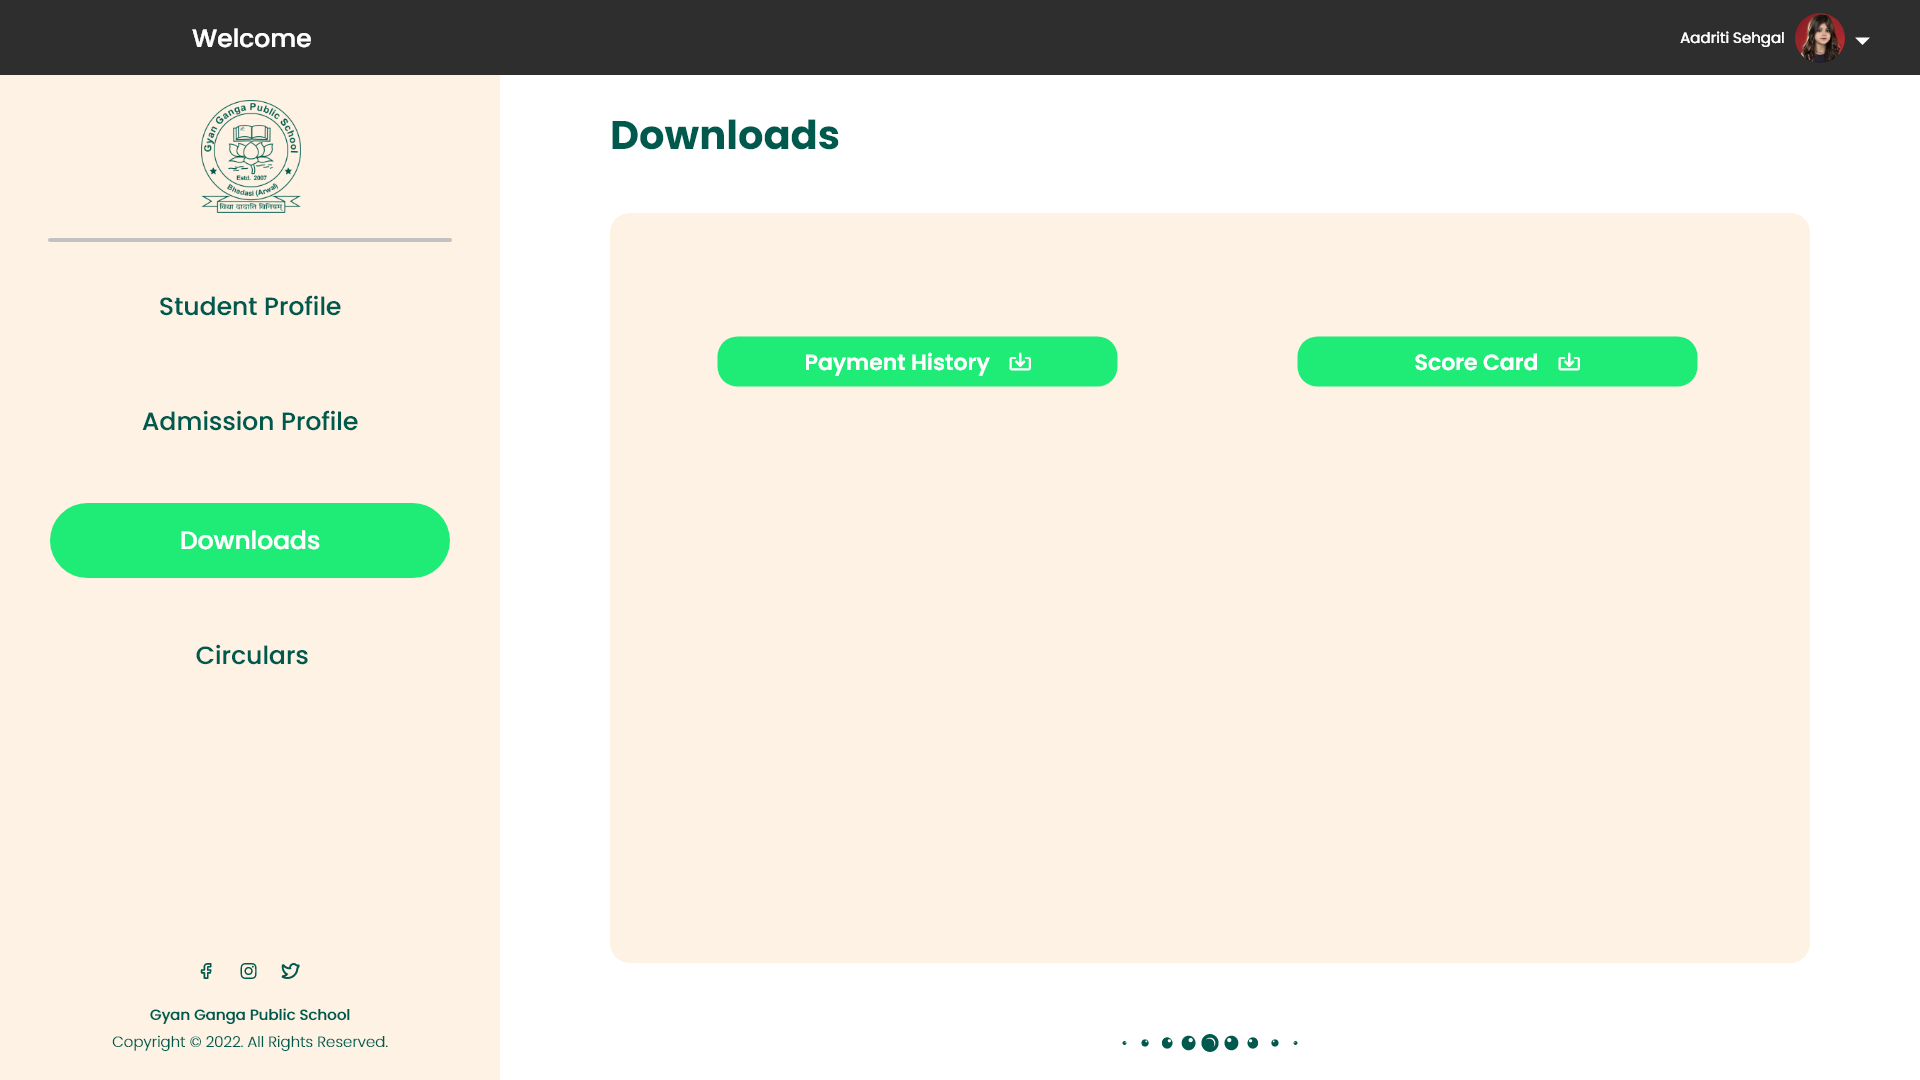 Welcome
Aadriti Sehgal
Gyan Ganga Public School
Estd. 2007
Bhadasi (Arwal)
विद्या ददाति विनियम्
Student Profile
Admission Profile
Downloads
Circulars
Gyan Ganga Public School
Copyright © 2022. All Rights Reserved.
Downloads
Payment History
Score Card